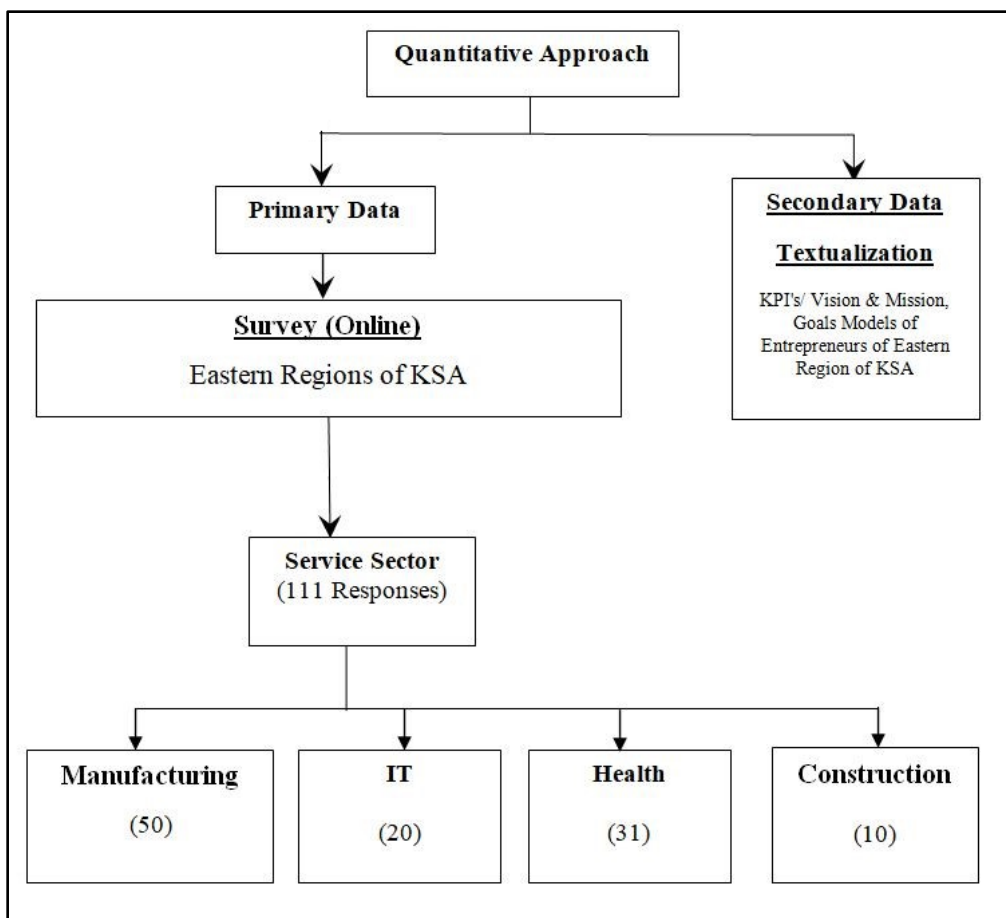 Quantitative Approach
Primary Data
Secondary Data
Textualization
KPI's/ Vision & Mission,
Goals Models of
Entrepreneurs of Eastern
Region of KSA
Survey (Online)
Eastern Regions of KSA
Service Sector
(111 Responses)
Manufacturing
(50)
IT
(20)
Health
(31)
Construction
(10)